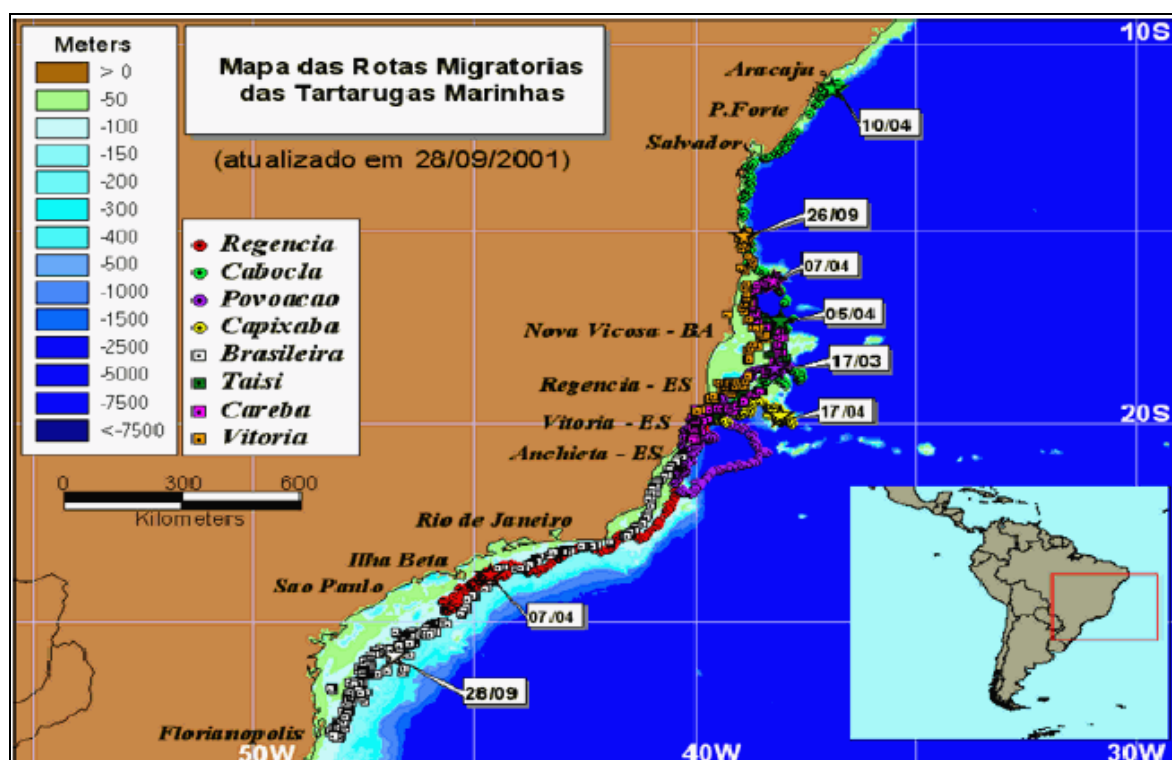 Meters
> 0
-50
-100
-150
-200
-300
-400
-500
-1000
-1500
-2500
-5000
-7500
<-7500
Mapa das Rotas Migratorias
das Tartarugas Marinhas
(atualizado em 28/09/2001)
Regencia
Cabocla
Povoacao
Capixaba
Brasileira
Taisi
Careba
Vitoria
0 300 600
Kilometers
10S
Aracaju
10/04
P.Forte
Salvador
26/09
07/04
05/04
Nova Vicosa - BA
17/03
Regencia - ES
17/04
Vitoria - ES
20S
Anchieta - ES
Rio de Janeiro
Ilha Beta
Sao Paulo
07/04
28/09
Florianopolis
50W
40W
30W